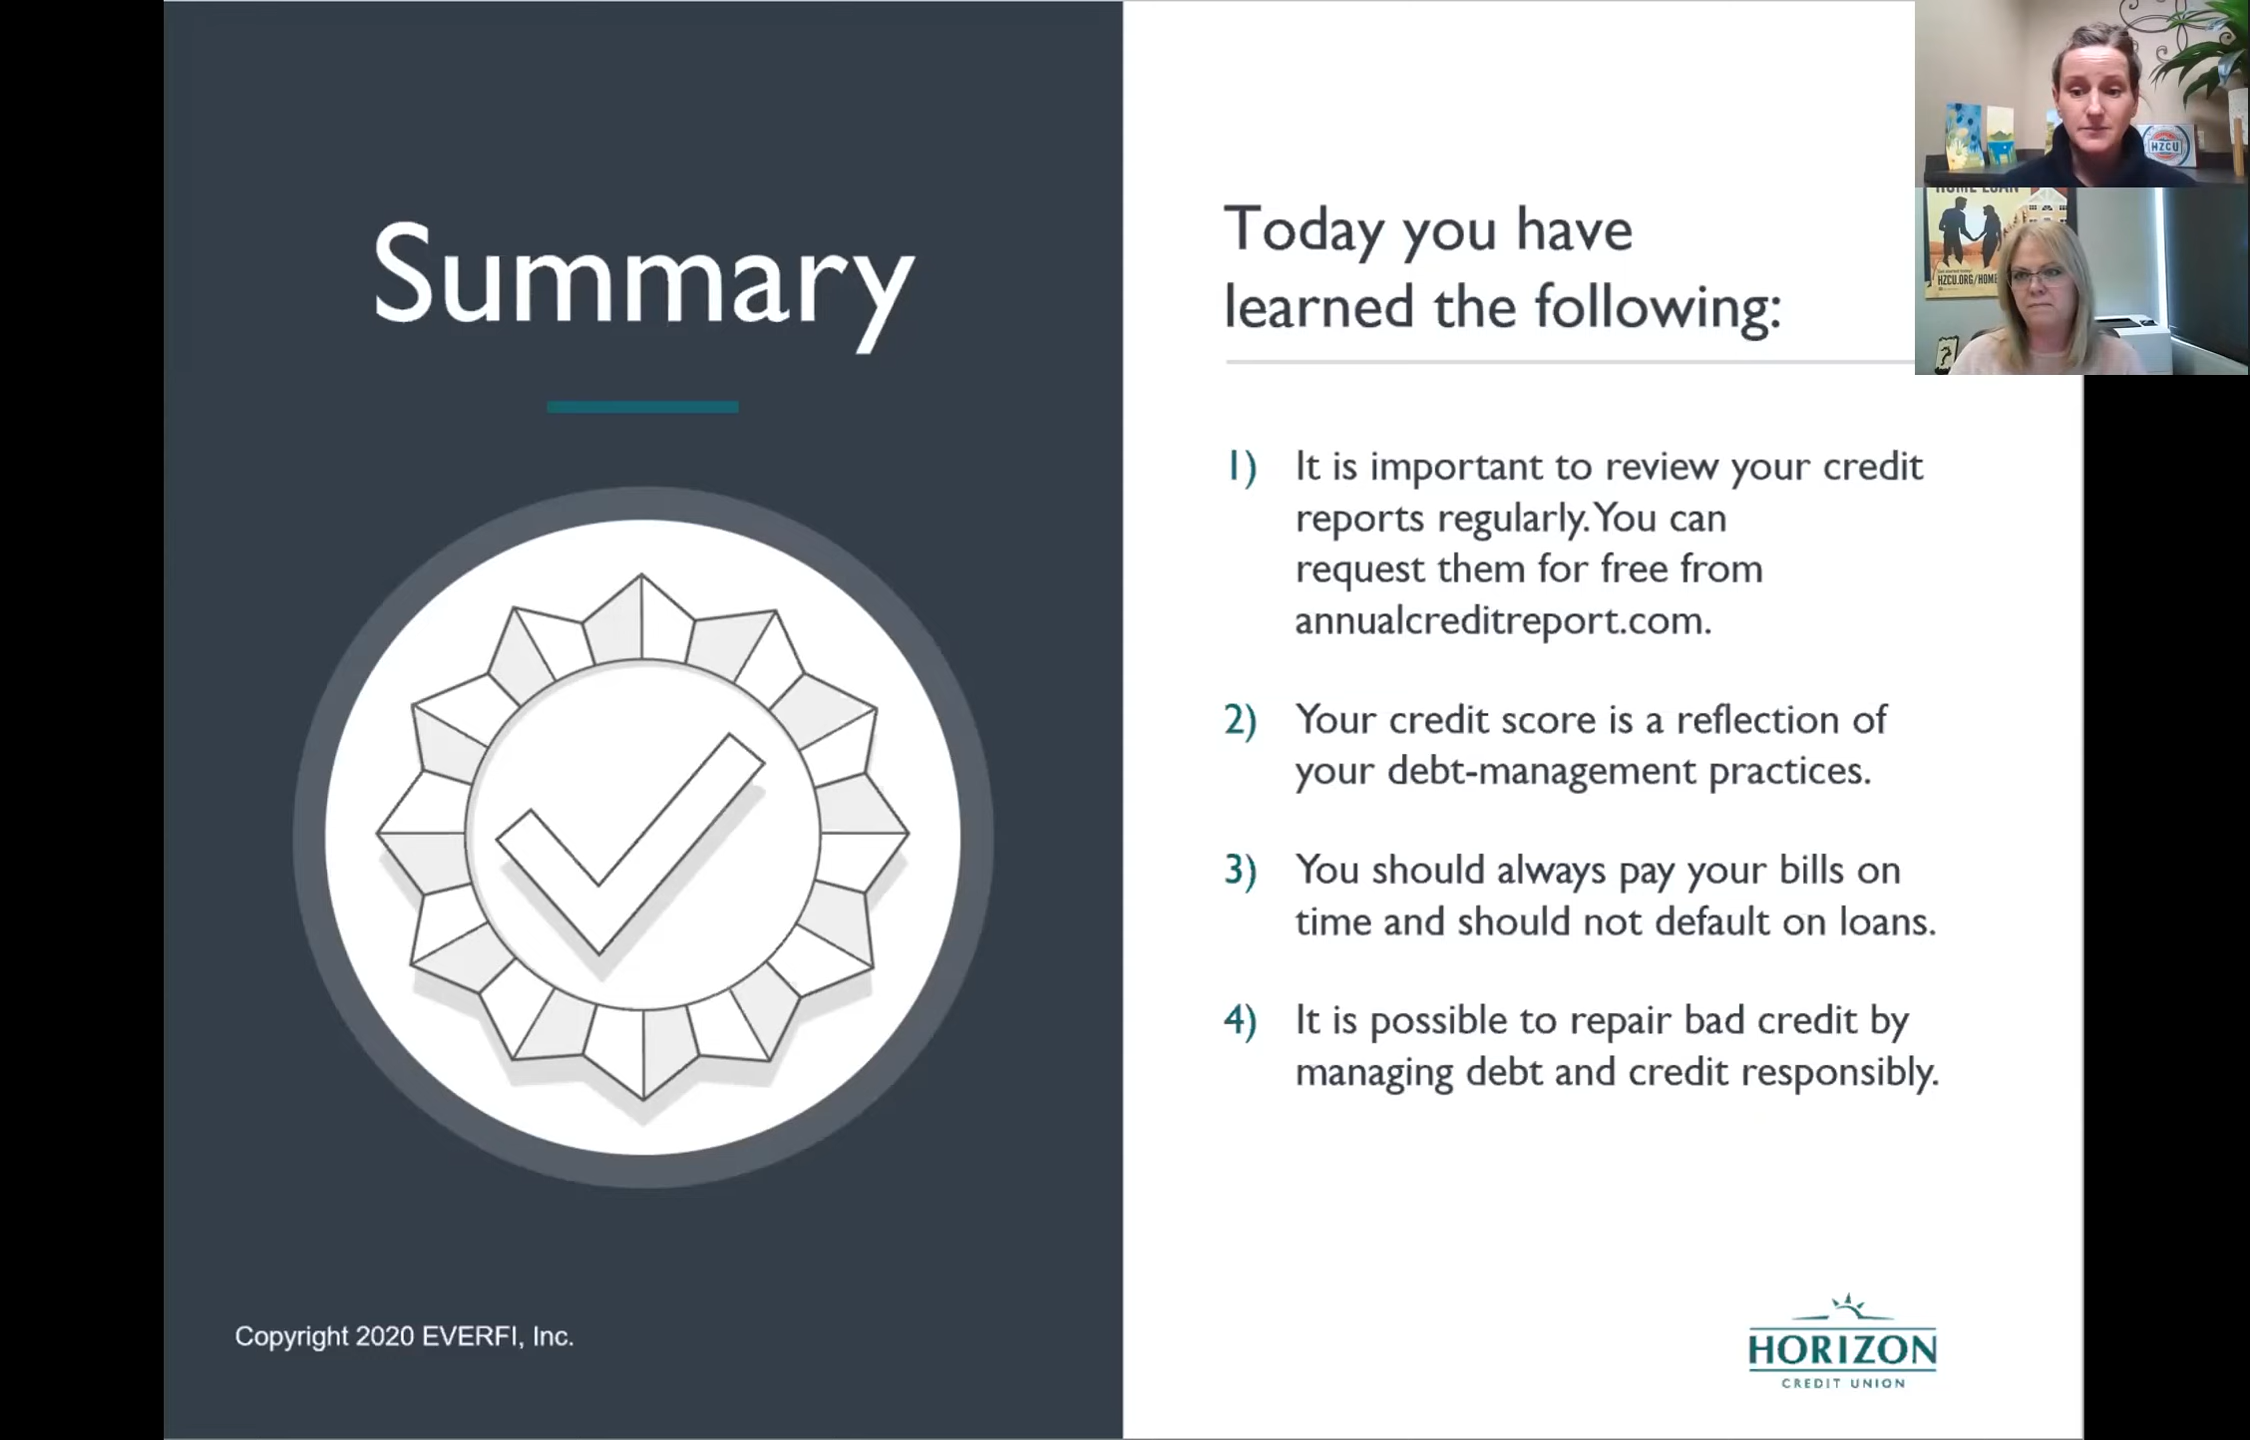 Summary
Copyright 2020 EVERFI, Inc.
Today you have
learned the following:
1) It is important to review your credit
reports regularly. You can
request them for free from
annualcreditreport.com.
2) Your credit score is a reflection of
your debt-management practices.
3) You should always pay your bills on
time and should not default on loans.
4) It is possible to repair bad credit by
managing debt and credit responsibly.
HORIZON
CREDIT UNION
HZCU
HOME LOAN
HZCU.ORG/HOME